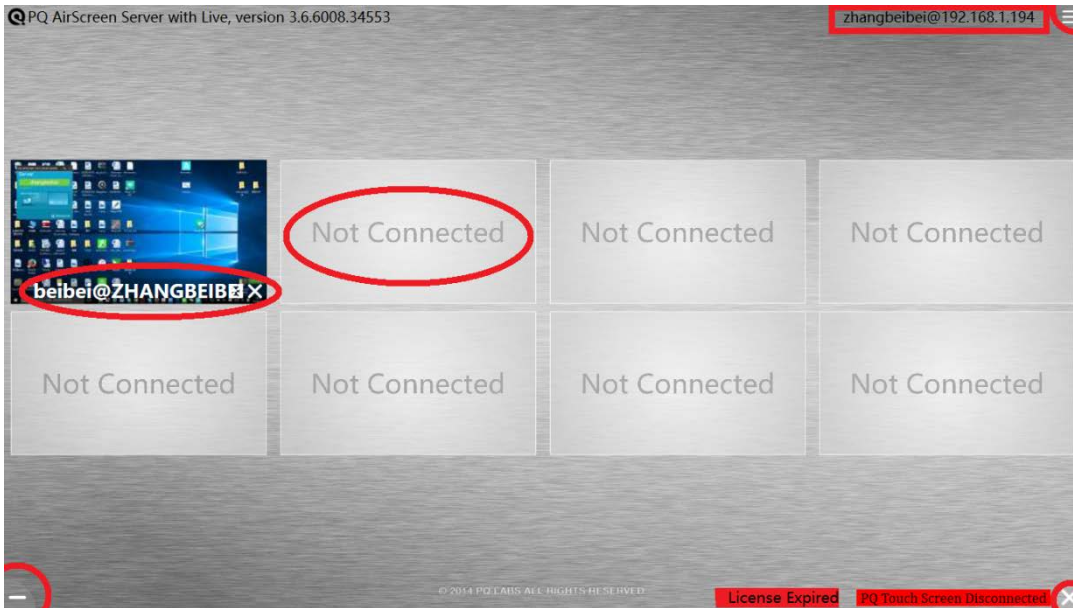 PQ AirScreen Server with Live, version 3.6.6008.34553
zhangbeibei@192.168.1.194
Not Connected
Not Connected
Not Connected
beibei@ZHANGBEIBEI
Not Connected
Not Connected
Not Connected
Not Connected
© 2014 PQ LABS ALL RIGHTS RESERVED
License Expired
PQ Touch Screen Disconnected